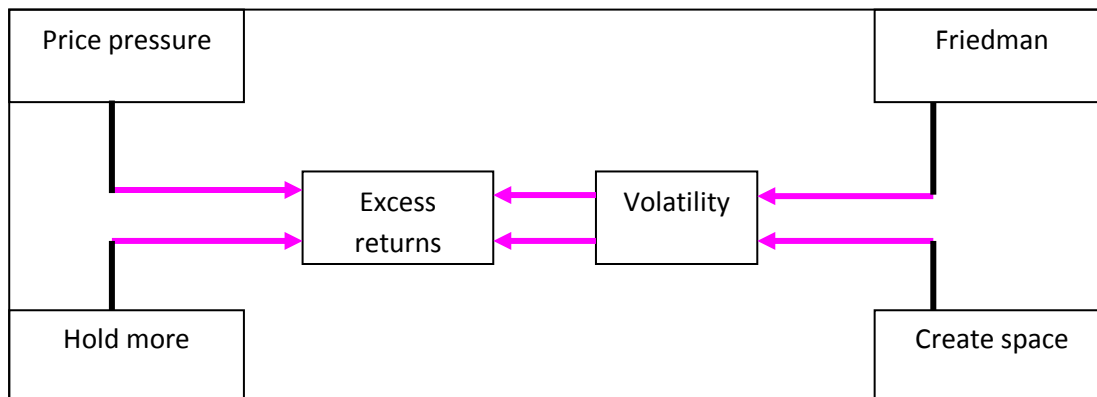 Price pressure
Friedman
Excess
returns
Volatility
Hold more
Create space